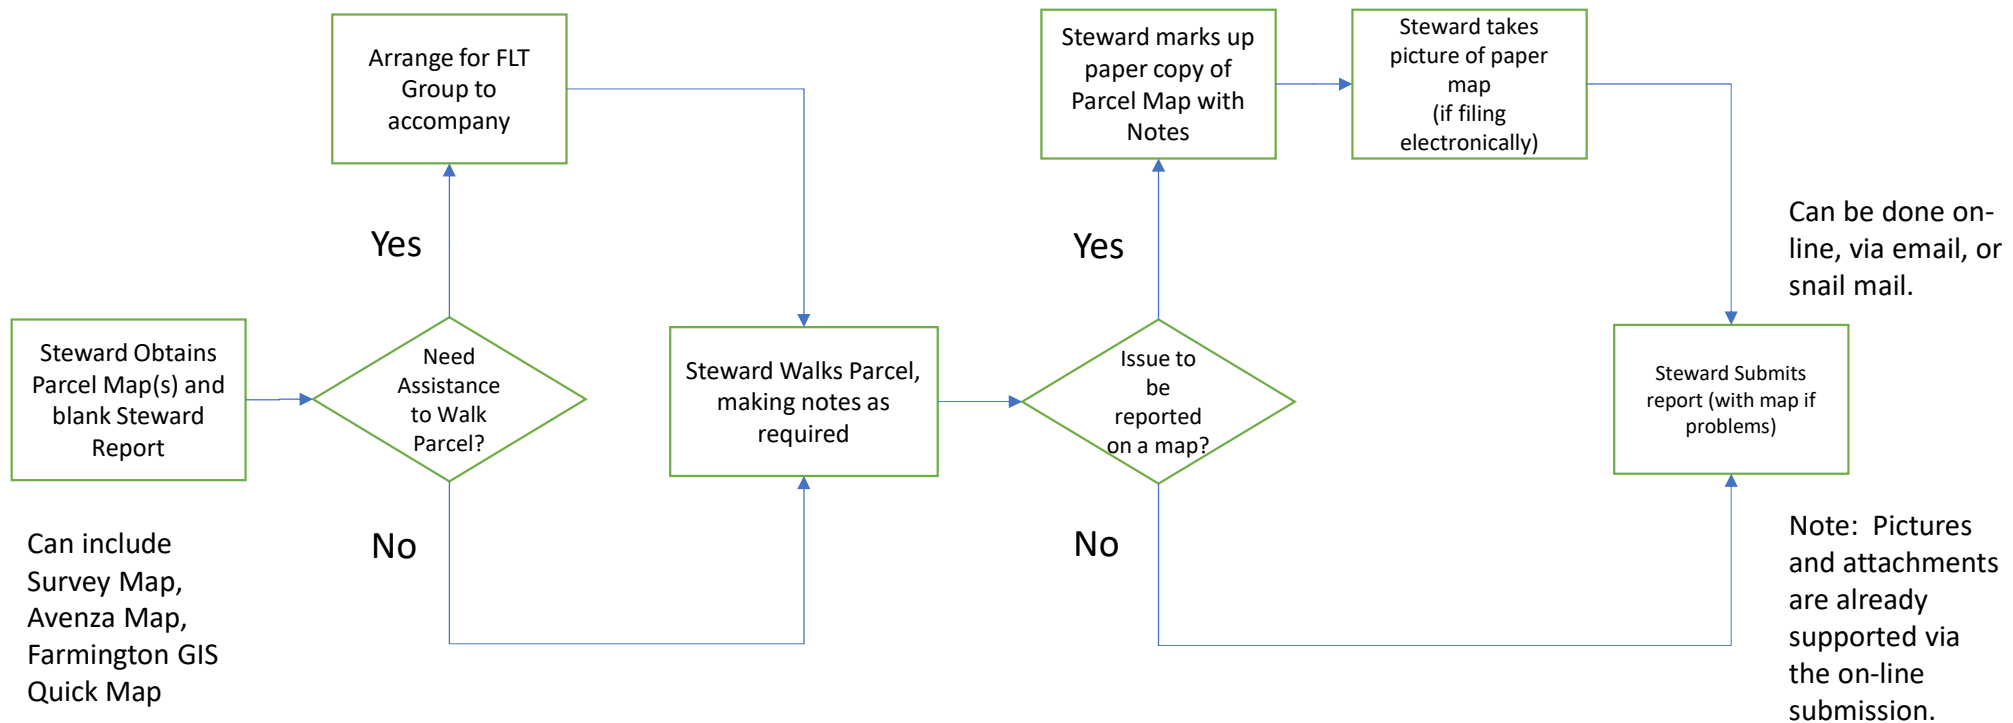 Steward Obtains
Parcel Map(s) and
blank Steward
Report
Can include
Survey Map,
Avenza Map,
Farmington GIS
Quick Map
Need
Assistance
to Walk
Parcel?
Yes
Arrange for FLT
Group to
accompany
No
Steward Walks Parcel,
making notes as
required
Issue to
be
reported
on a map?
Yes
Steward marks up
paper copy of
Parcel Map with
Notes
Steward takes
picture of paper
map
(if filing
electronically)
No
Can be done on-
line, via email, or
snail mail.
Steward Submits
report (with map if
problems)
Note:  Pictures
and attachments
are already
supported via
the on-line
submission.